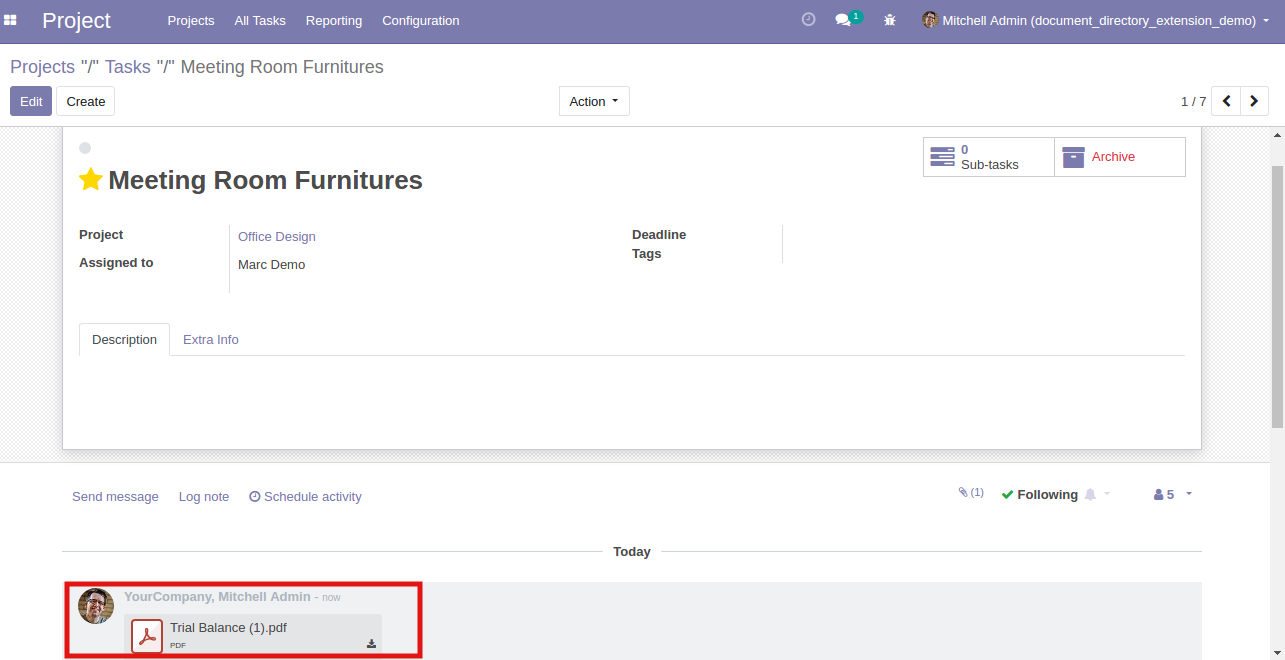 Project Projects All Tasks Reporting Configuration 1 Mitchell Admin (document_directory_extension_demo)
Projects "/" Tasks "/" Meeting Room Furnitures
Edit Create Action 1 / 7
0
Sub-tasks
Archive
Meeting Room Furnitures
Project Office Design
Assigned to Marc Demo
Deadline
Tags
Description Extra Info
Send message Log note Schedule activity (1) Following 5
Today
YourCompany, Mitchell Admin - now
Trial Balance (1).pdf
PDF